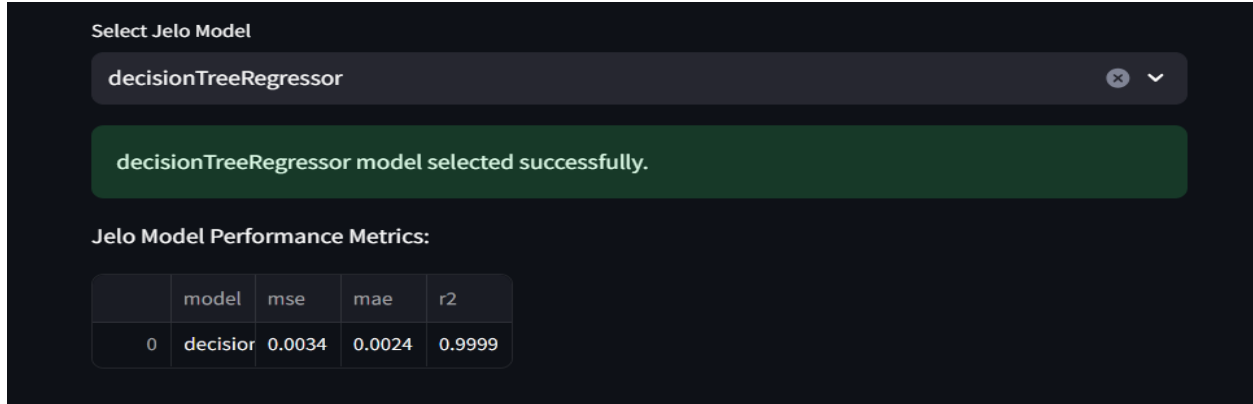 Select Jelo Model
decisionTreeRegressor
decisionTreeRegressor model selected successfully.
Jelo Model Performance Metrics:
model mse mae r2
0 decision 0.0034 0.0024 0.9999